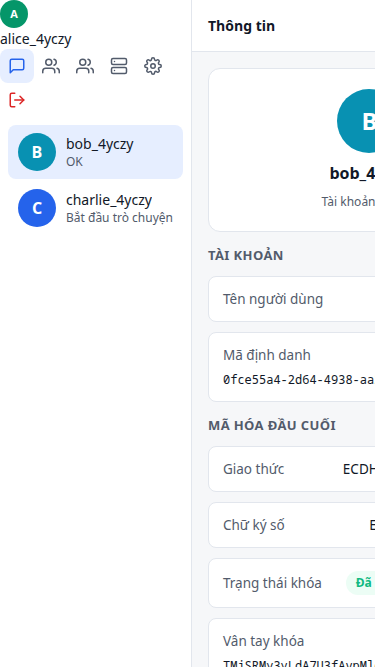 A
alice_4yczy
B
bob_4yczy
OK
C
charlie_4yczy
Bắt đầu trò chuyện
Thông tin
B
bob_4
Tài khoản
TÀI KHOẢN
Tên người dùng
Mã định danh
0fce55a4-2d64-4938-aa
MÃ HÓA ĐẦU CUỐI
Giao thức ECDH
Chữ ký số E
Trạng thái khóa Đã
Vân tay khóa